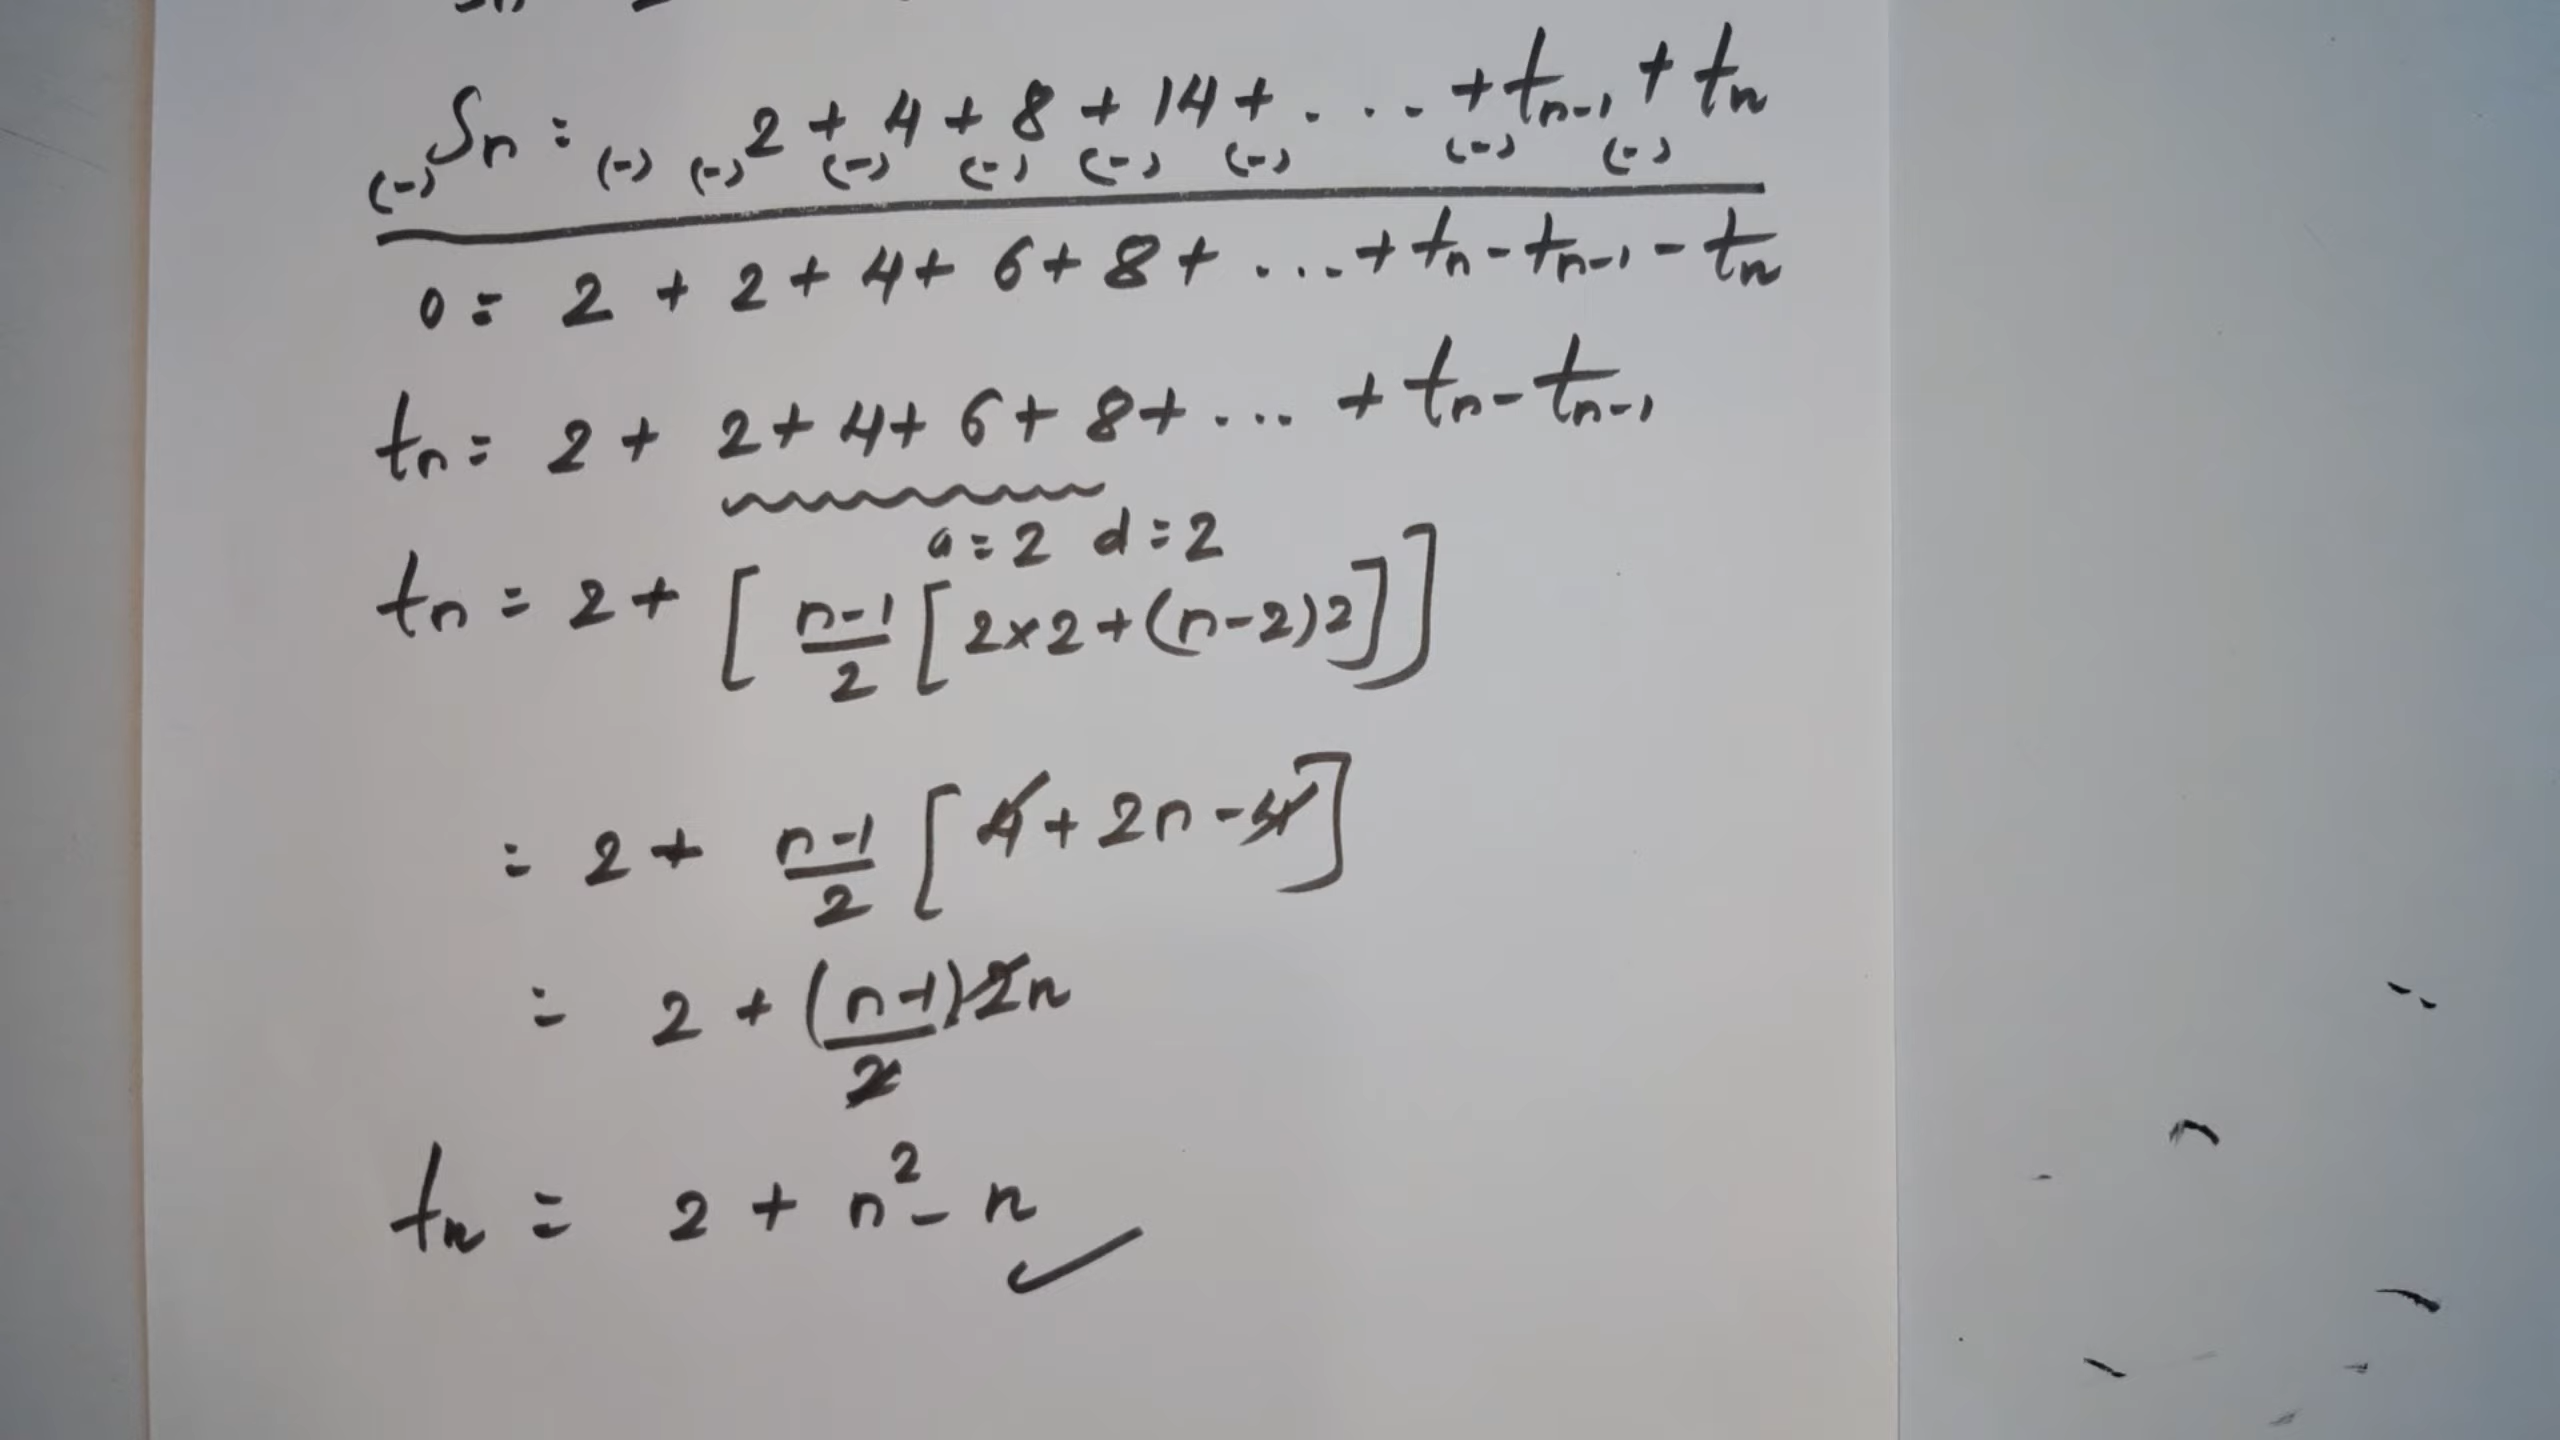 Sn = 2 + 4 + 8 + 14 + . . . . + tn-1 + tn
(-) (-) (-) (-) (-) (-) (-) (-) (-)
0 = 2 + 2 + 4 + 6 + 8 + ... + tn - tn-1 - tn
tn = 2 + 2 + 4 + 6 + 8 + ... + tn - tn-1
a = 2 d = 2
tn = 2 + [ n-1/2 [ 2×2 + (n-2)2 ] ]
= 2 + n-1/2 [ 4 + 2n - 4 ]
= 2 + (n-1)2n/2
tn = 2 + n² - n